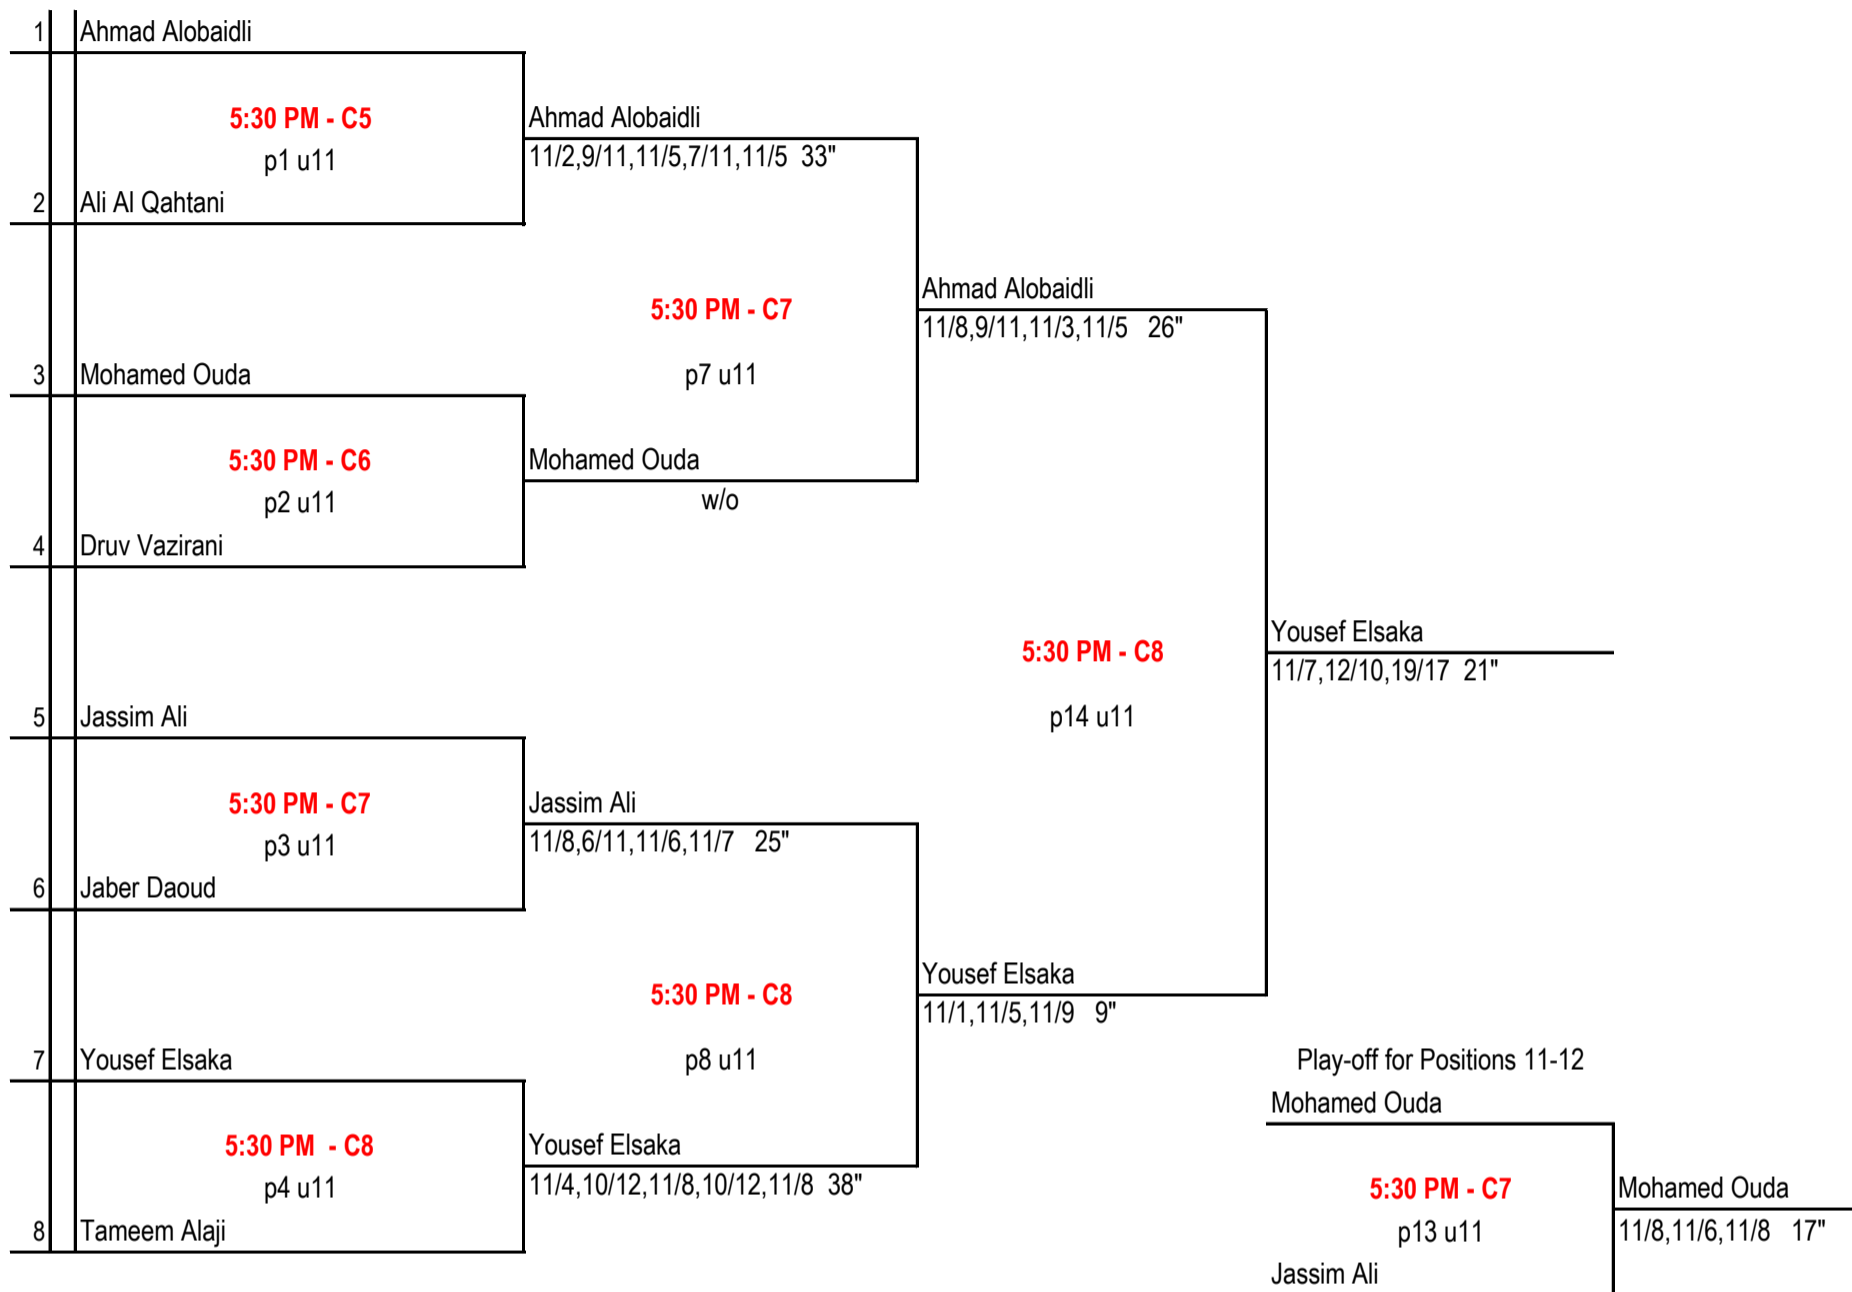 1 Ahmad Alobaidli
5:30 PM - C5
p1 u11
Ahmad Alobaidli
11/2,9/11,11/5,7/11,11/5 33"
2 Ali Al Qahtani
5:30 PM - C7
p7 u11
Ahmad Alobaidli
11/8,9/11,11/3,11/5 26"
3 Mohamed Ouda
5:30 PM - C6
p2 u11
Mohamed Ouda
w/o
4 Druv Vazirani
5:30 PM - C8
p14 u11
Yousef Elsaka
11/7,12/10,19/17 21"
5 Jassim Ali
5:30 PM - C7
p3 u11
Jassim Ali
11/8,6/11,11/6,11/7 25"
6 Jaber Daoud
5:30 PM - C8
p8 u11
Yousef Elsaka
11/1,11/5,11/9 9"
7 Yousef Elsaka
5:30 PM - C8
p4 u11
Yousef Elsaka
11/4,10/12,11/8,10/12,11/8 38"
8 Tameem Alaji
Play-off for Positions 11-12
Mohamed Ouda
5:30 PM - C7
p13 u11
Mohamed Ouda
11/8,11/6,11/8 17"
Jassim Ali